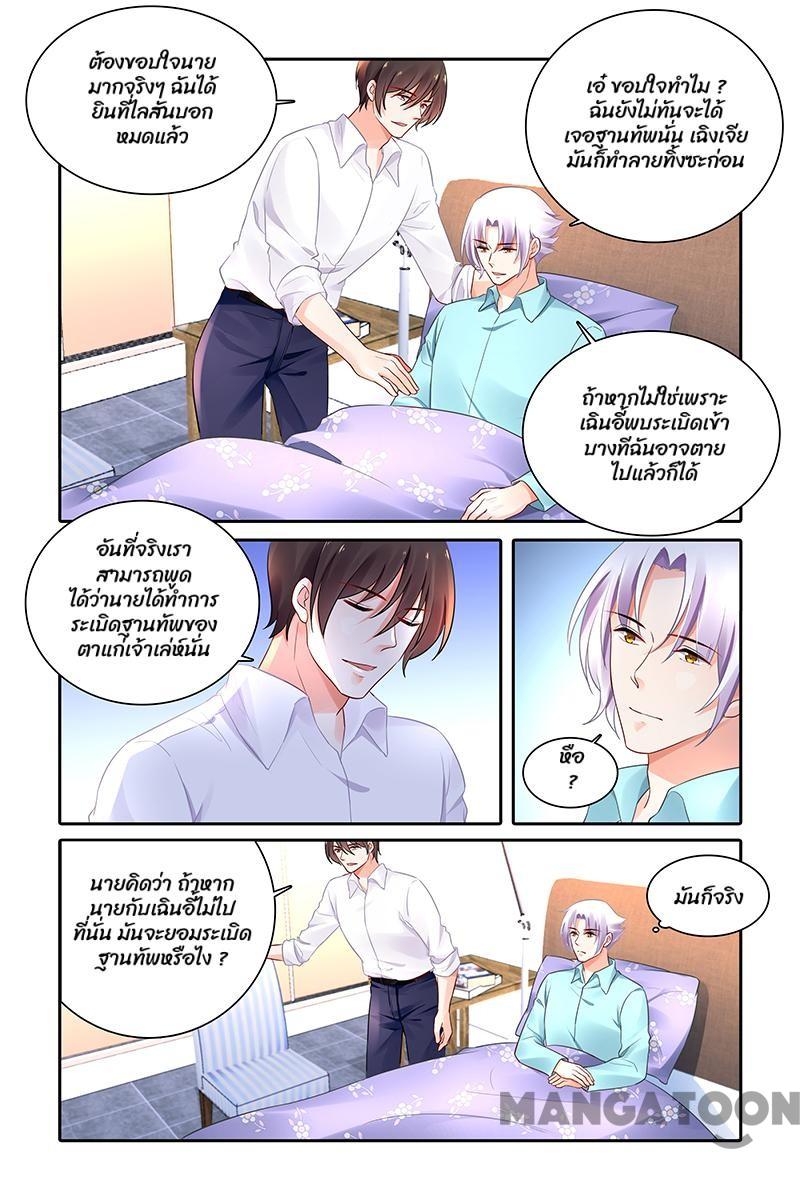 ต้องขอบใจนาย
มากจริงๆ ฉันได้
ยินที่ไลสันบอก
หมดแล้ว
เอ๋ ขอบใจทำไม ?
ฉันยังไม่ทันจะได้
เจอฐานทัพนั่น เฉิงเจีย
มันก็ทำลายทิ้งซะก่อน
ถ้าหากไม่ใช่เพราะ
เฉินอี้พบระเบิดเข้า
บางทีฉันอาจตาย
ไปแล้วก็ได้
อันที่จริงเรา
สามารถพูด
ได้ว่านายได้ทำการ
ระเบิดฐานทัพของ
ตาแก่เจ้าเล่ห์นั่น
หือ
?
นายคิดว่า ถ้าหาก
นายกับเฉินอี้ไม่ไป
ที่นั่น มันจะยอมระเบิด
ฐานทัพหรือไง ?
มันก็จริง
MANGATOON